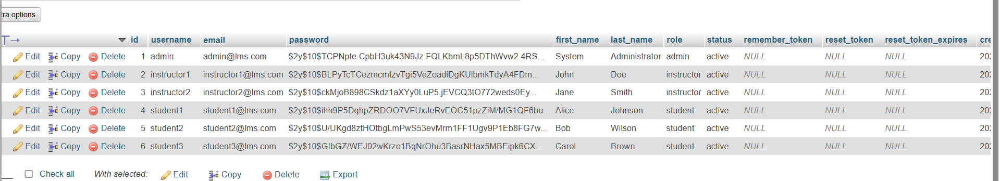 tra options
id username email password first_name last_name role status remember_token reset_token reset_token_expires cre
Edit Copy Delete 1 admin admin@lms.com $2y$10$TCPNpte.CpbH3uk43N9Jz.FQLKbmL8p5DThWvw2.4RS... System Administrator admin active NULL NULL NULL 202
Edit Copy Delete 2 instructor1 instructor1@lms.com $2y$10$BLPyTcTCezmcmtzvTgi5VeZoadiDgKUlbmkTdyA4FDm... John Doe instructor active NULL NULL NULL 202
Edit Copy Delete 3 instructor2 instructor2@lms.com $2y$10$ckMjoB898CSkdz1aXYy0LuP5.jEVCQ3tO772weds0Ey... Jane Smith instructor active NULL NULL NULL 202
Edit Copy Delete 4 student1 student1@lms.com $2y$10$ihh9P5DqhpZRDOO7VFUxJeRvEOC51pzZiM/MG1QF6bu... Alice Johnson student active NULL NULL NULL 202
Edit Copy Delete 5 student2 student2@lms.com $2y$10$U/UKgd8ztHOtbgLmPwS53evMrm1FF1Ugv9P1Eb8FG7w... Bob Wilson student active NULL NULL NULL 202
Edit Copy Delete 6 student3 student3@lms.com $2y$10$GlbGZ/WEJ02wKrzo1BqNrOhu3BasrNHax5MBEipk6CX... Carol Brown student active NULL NULL NULL 202
Check all With selected: Edit Copy Delete Export